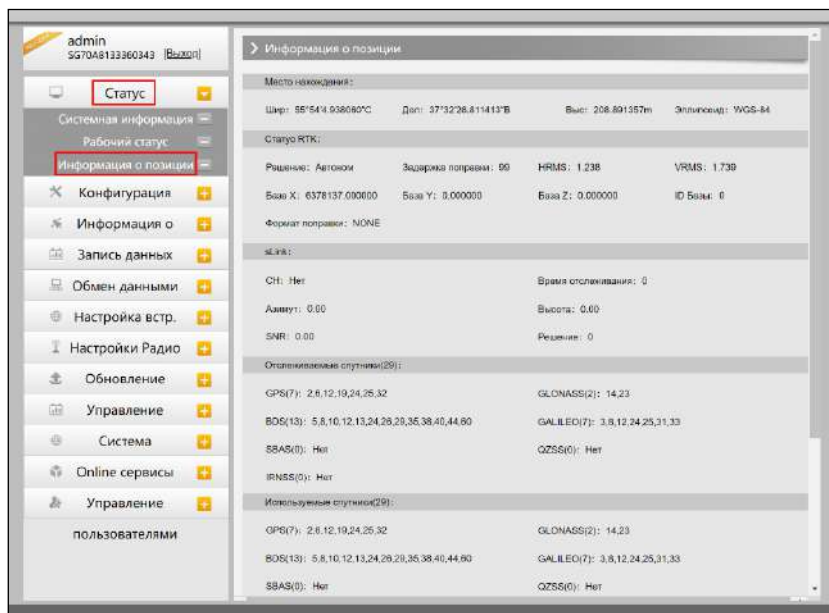 admin
SG70A8133360343 [Выход]
Статус
Системная информация
Рабочий статус
Информация о позиции
Конфигурация
Информация о
Запись данных
Обмен данными
Настройка встр.
Настройки Радио
Обновление
Управление
Система
Online сервисы
Управление
пользователями
Информация о позиции
Место нахождения:
Шир: 55°54'4.938060"С Дол: 37°32'28.811413"В Выс: 208.891357m Эллипсоид: WGS-84
Статус RTK:
Решение: Автоном Задержка поправки: 99 HRMS: 1.238 VRMS: 1.739
База X: 6378137.000000 База Y: 0.000000 База Z: 0.000000 ID Базы: 0
Формат поправки: NONE
sLink:
CH: Нет Время отслеживания: 0
Азимут: 0.00 Высота: 0.00
SNR: 0.00 Решение: 0
Отслеживаемые спутники(29):
GPS(7): 2,6,12,19,24,25,32 GLONASS(2): 14,23
BDS(13): 5,8,10,12,13,24,26,29,35,38,40,44,60 GALILEO(7): 3,8,12,24,25,31,33
SBAS(0): Нет QZSS(0): Нет
IRNSS(0): Нет
Используемые спутники(29):
GPS(7): 2,6,12,19,24,25,32 GLONASS(2): 14,23
BDS(13): 5,8,10,12,13,24,26,29,35,38,40,44,60 GALILEO(7): 3,8,12,24,25,31,33
SBAS(0): Нет QZSS(0): Нет